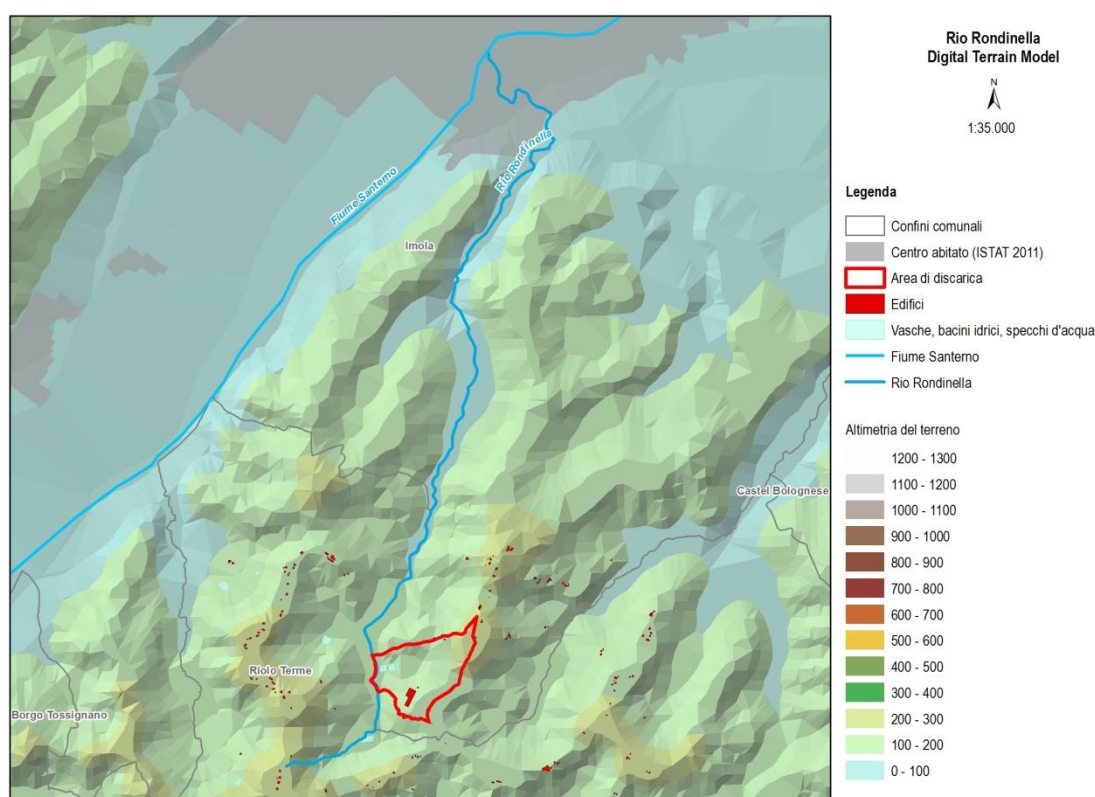 Rio Rondinella
Digital Terrain Model
N
1:35.000
Legenda
Confini comunali
Centro abitato (ISTAT 2011)
Area di discarica
Edifici
Vasche, bacini idrici, specchi d'acqua
Fiume Santerno
Rio Rondinella
Altimetria del terreno
1200 - 1300
1100 - 1200
1000 - 1100
900 - 1000
800 - 900
700 - 800
600 - 700
500 - 600
400 - 500
300 - 400
200 - 300
100 - 200
0 - 100
Rio Rondinella
Fiume Santerno
Imola
Castel Bolognese
Riolo Terme
Borgo Tossignano